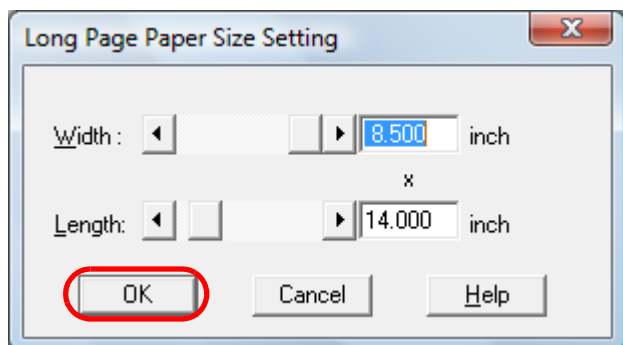 Long Page Paper Size Setting
Width : 8.500 inch
x
Length: 14.000 inch
OK Cancel Help